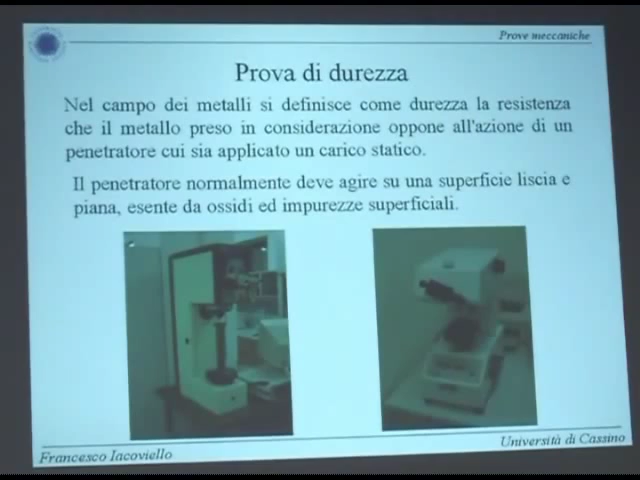 Prove meccaniche
Prova di durezza
Nel campo dei metalli si definisce come durezza la resistenza
che il metallo preso in considerazione oppone all'azione di un
penetratore cui sia applicato un carico statico.
Il penetratore normalmente deve agire su una superficie liscia e
piana, esente da ossidi ed impurezze superficiali.
Francesco Iacoviello
Università di Cassino